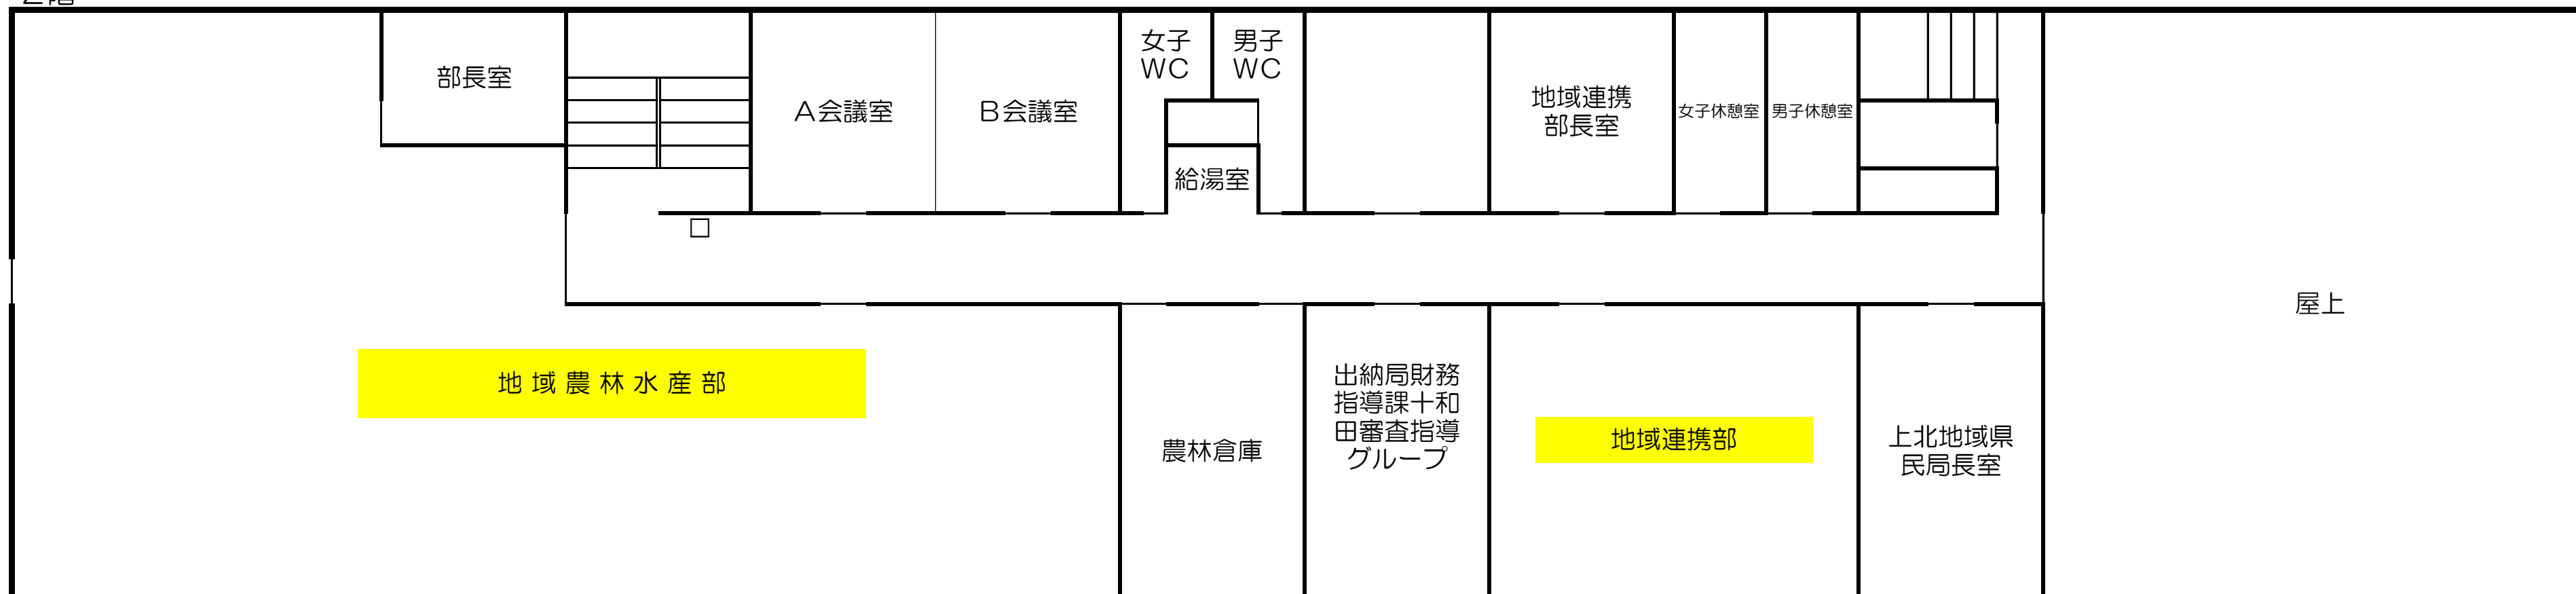 部長室
A会議室
B会議室
女子
WC
男子
WC
給湯室
地域連携
部長室
女子休憩室
男子休憩室
地域農林水産部
農林倉庫
出納局財務
指導課十和
田審査指導
グループ
地域連携部
上北地域県
民局長室
屋上